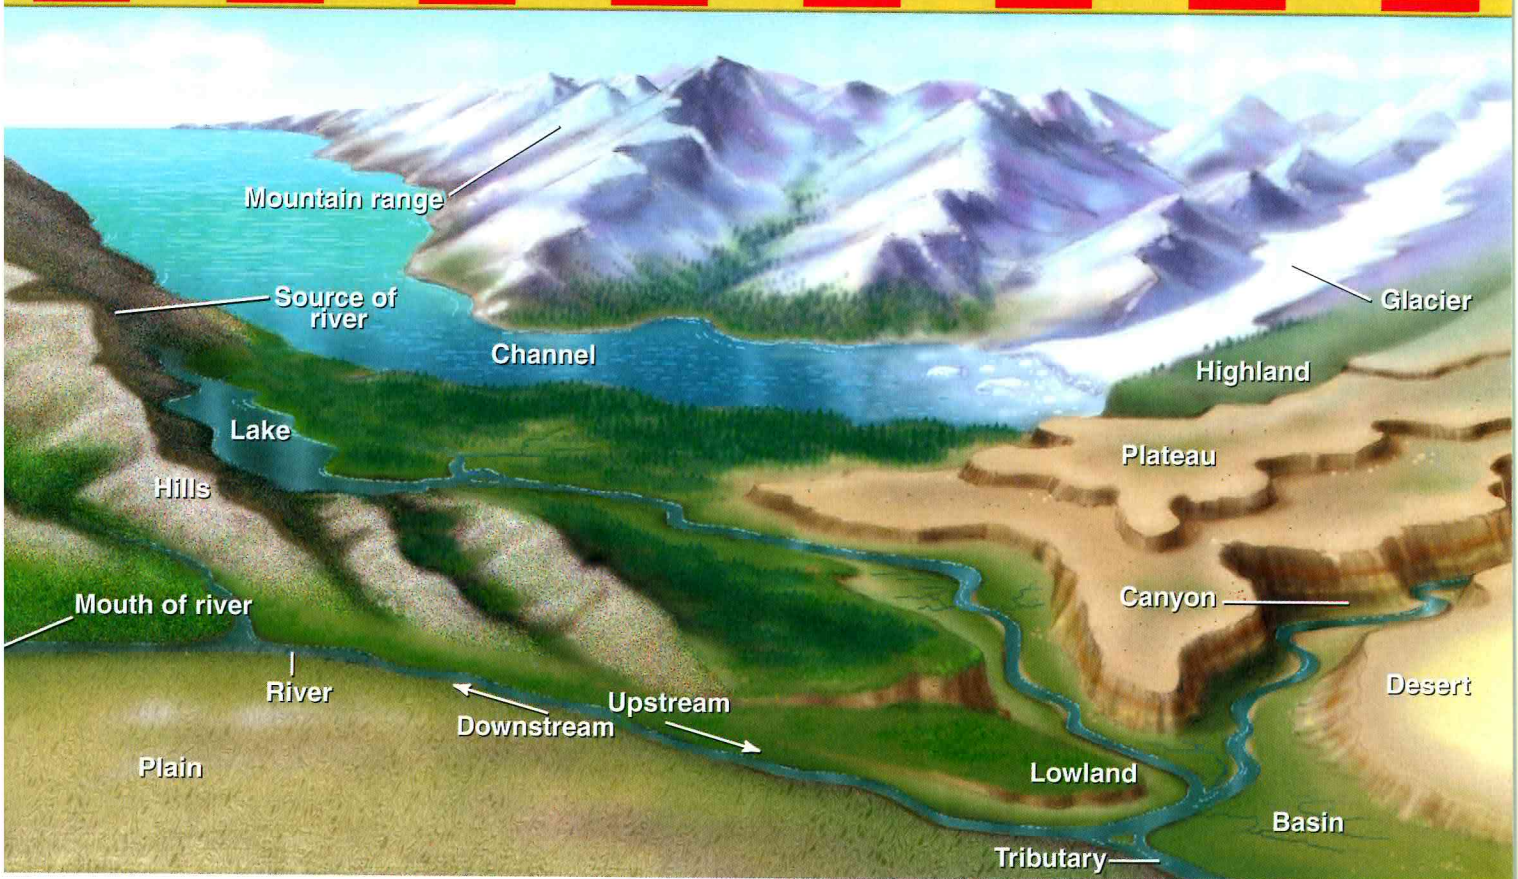 Mountain range
Source of
river
Glacier
Channel
Highland
Lake
Plateau
Hills
Canyon
Mouth of river
Desert
River
Upstream
Downstream
Plain
Lowland
Basin
Tributary